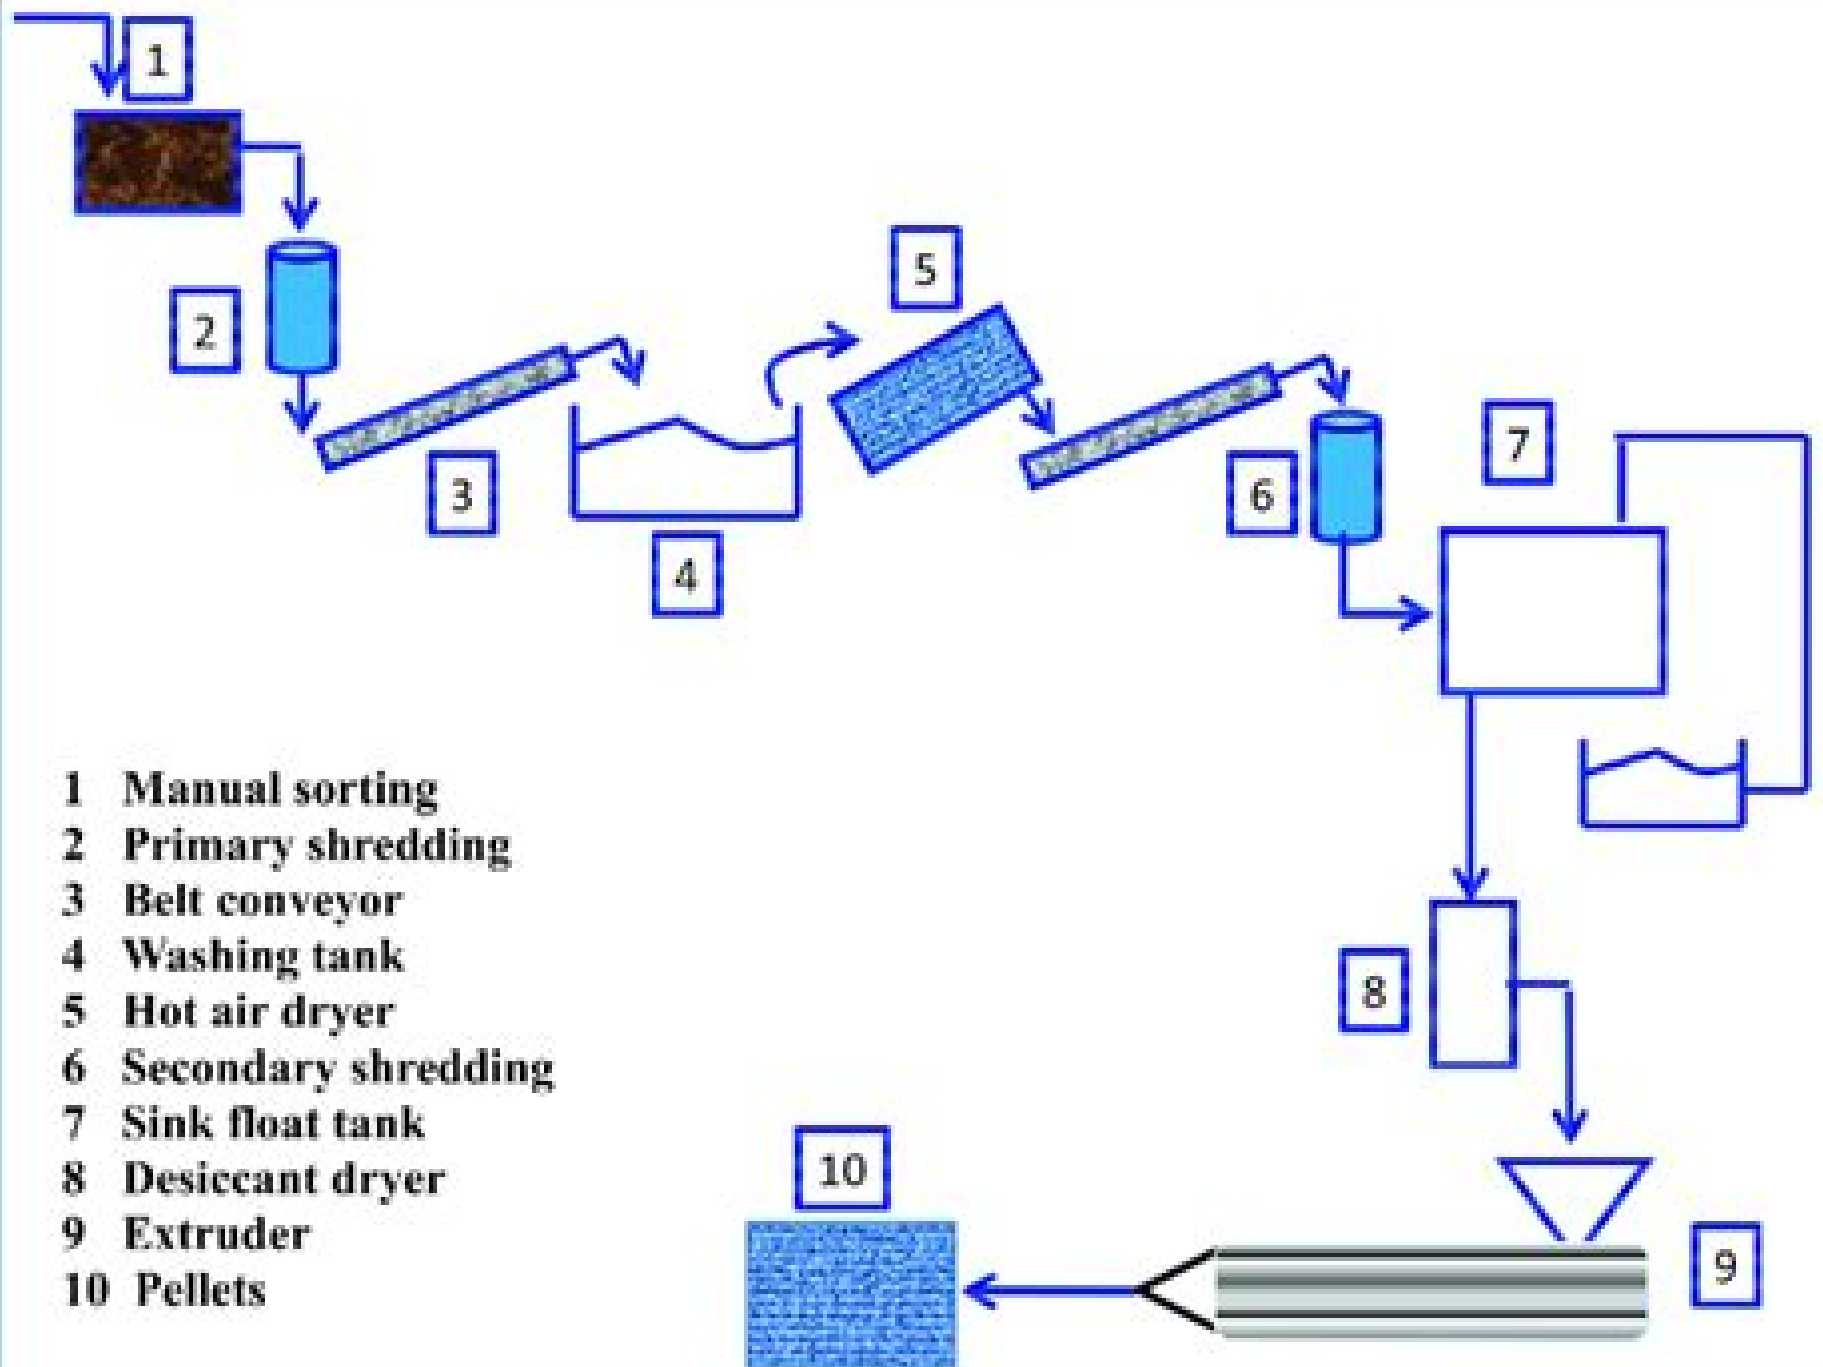 1
2
3
4
5
6
7
8
9
10
1 Manual sorting
2 Primary shredding
3 Belt conveyor
4 Washing tank
5 Hot air dryer
6 Secondary shredding
7 Sink float tank
8 Desiccant dryer
9 Extruder
10 Pellets